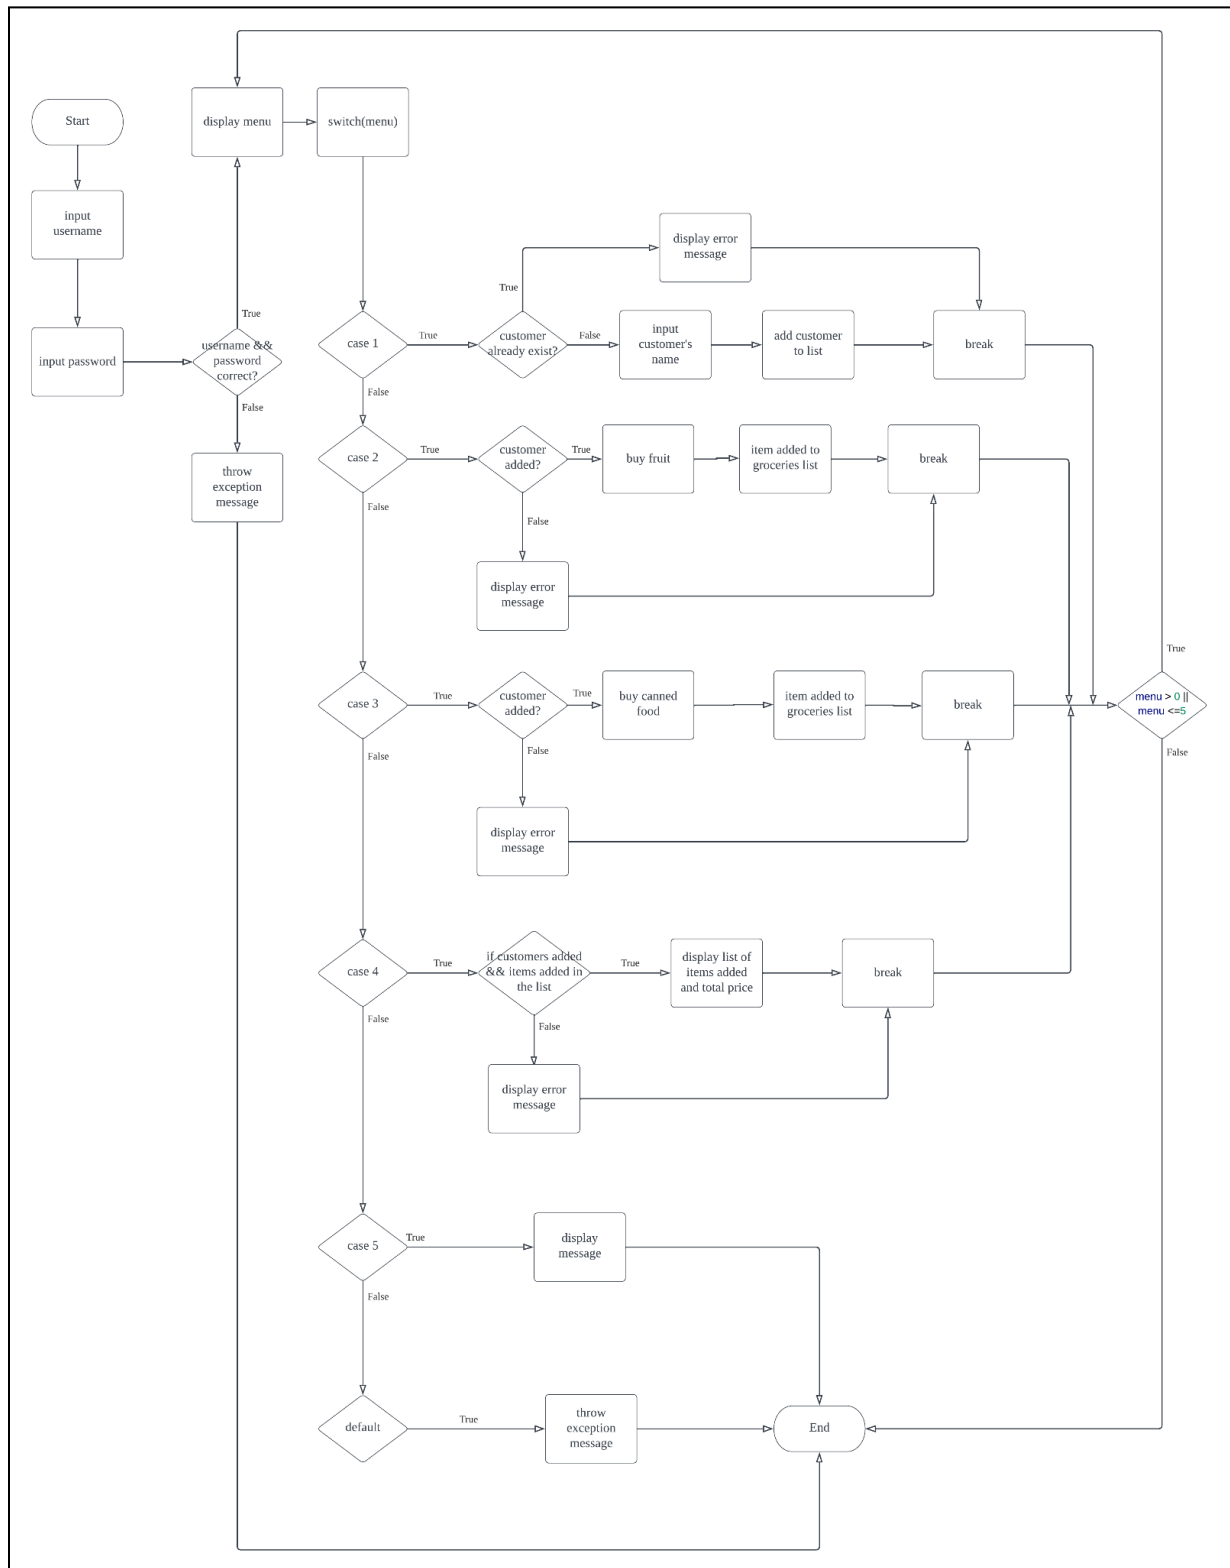 Start
input
username
input password
username &&
password
correct?
True
False
throw
exception
message
display menu
switch(menu)
case 1
True
False
customer
already exist?
True
False
display error
message
input
customer's
name
add customer
to list
break
case 2
True
False
customer
added?
True
False
buy fruit
item added to
groceries list
break
display error
message
case 3
True
False
customer
added?
True
False
buy canned
food
item added to
groceries list
break
display error
message
True
menu > 0 ||
menu <=5
False
case 4
True
False
if customers added
&& items added in
the list
True
False
display list of
items added
and total price
break
display error
message
case 5
True
False
display
message
default
True
throw
exception
message
End